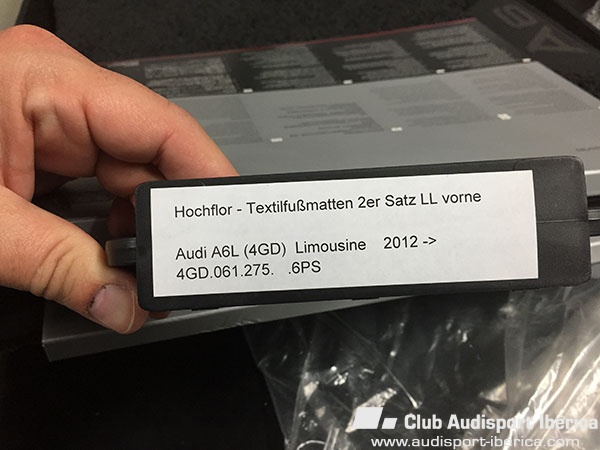 A6
Hochflor - Textilfußmatten 2er Satz LL vorne
Audi A6L (4GD) Limousine 2012 ->
4GD.061.275. .6PS
Club Audisport Iberica
www.audisport-iberica.com